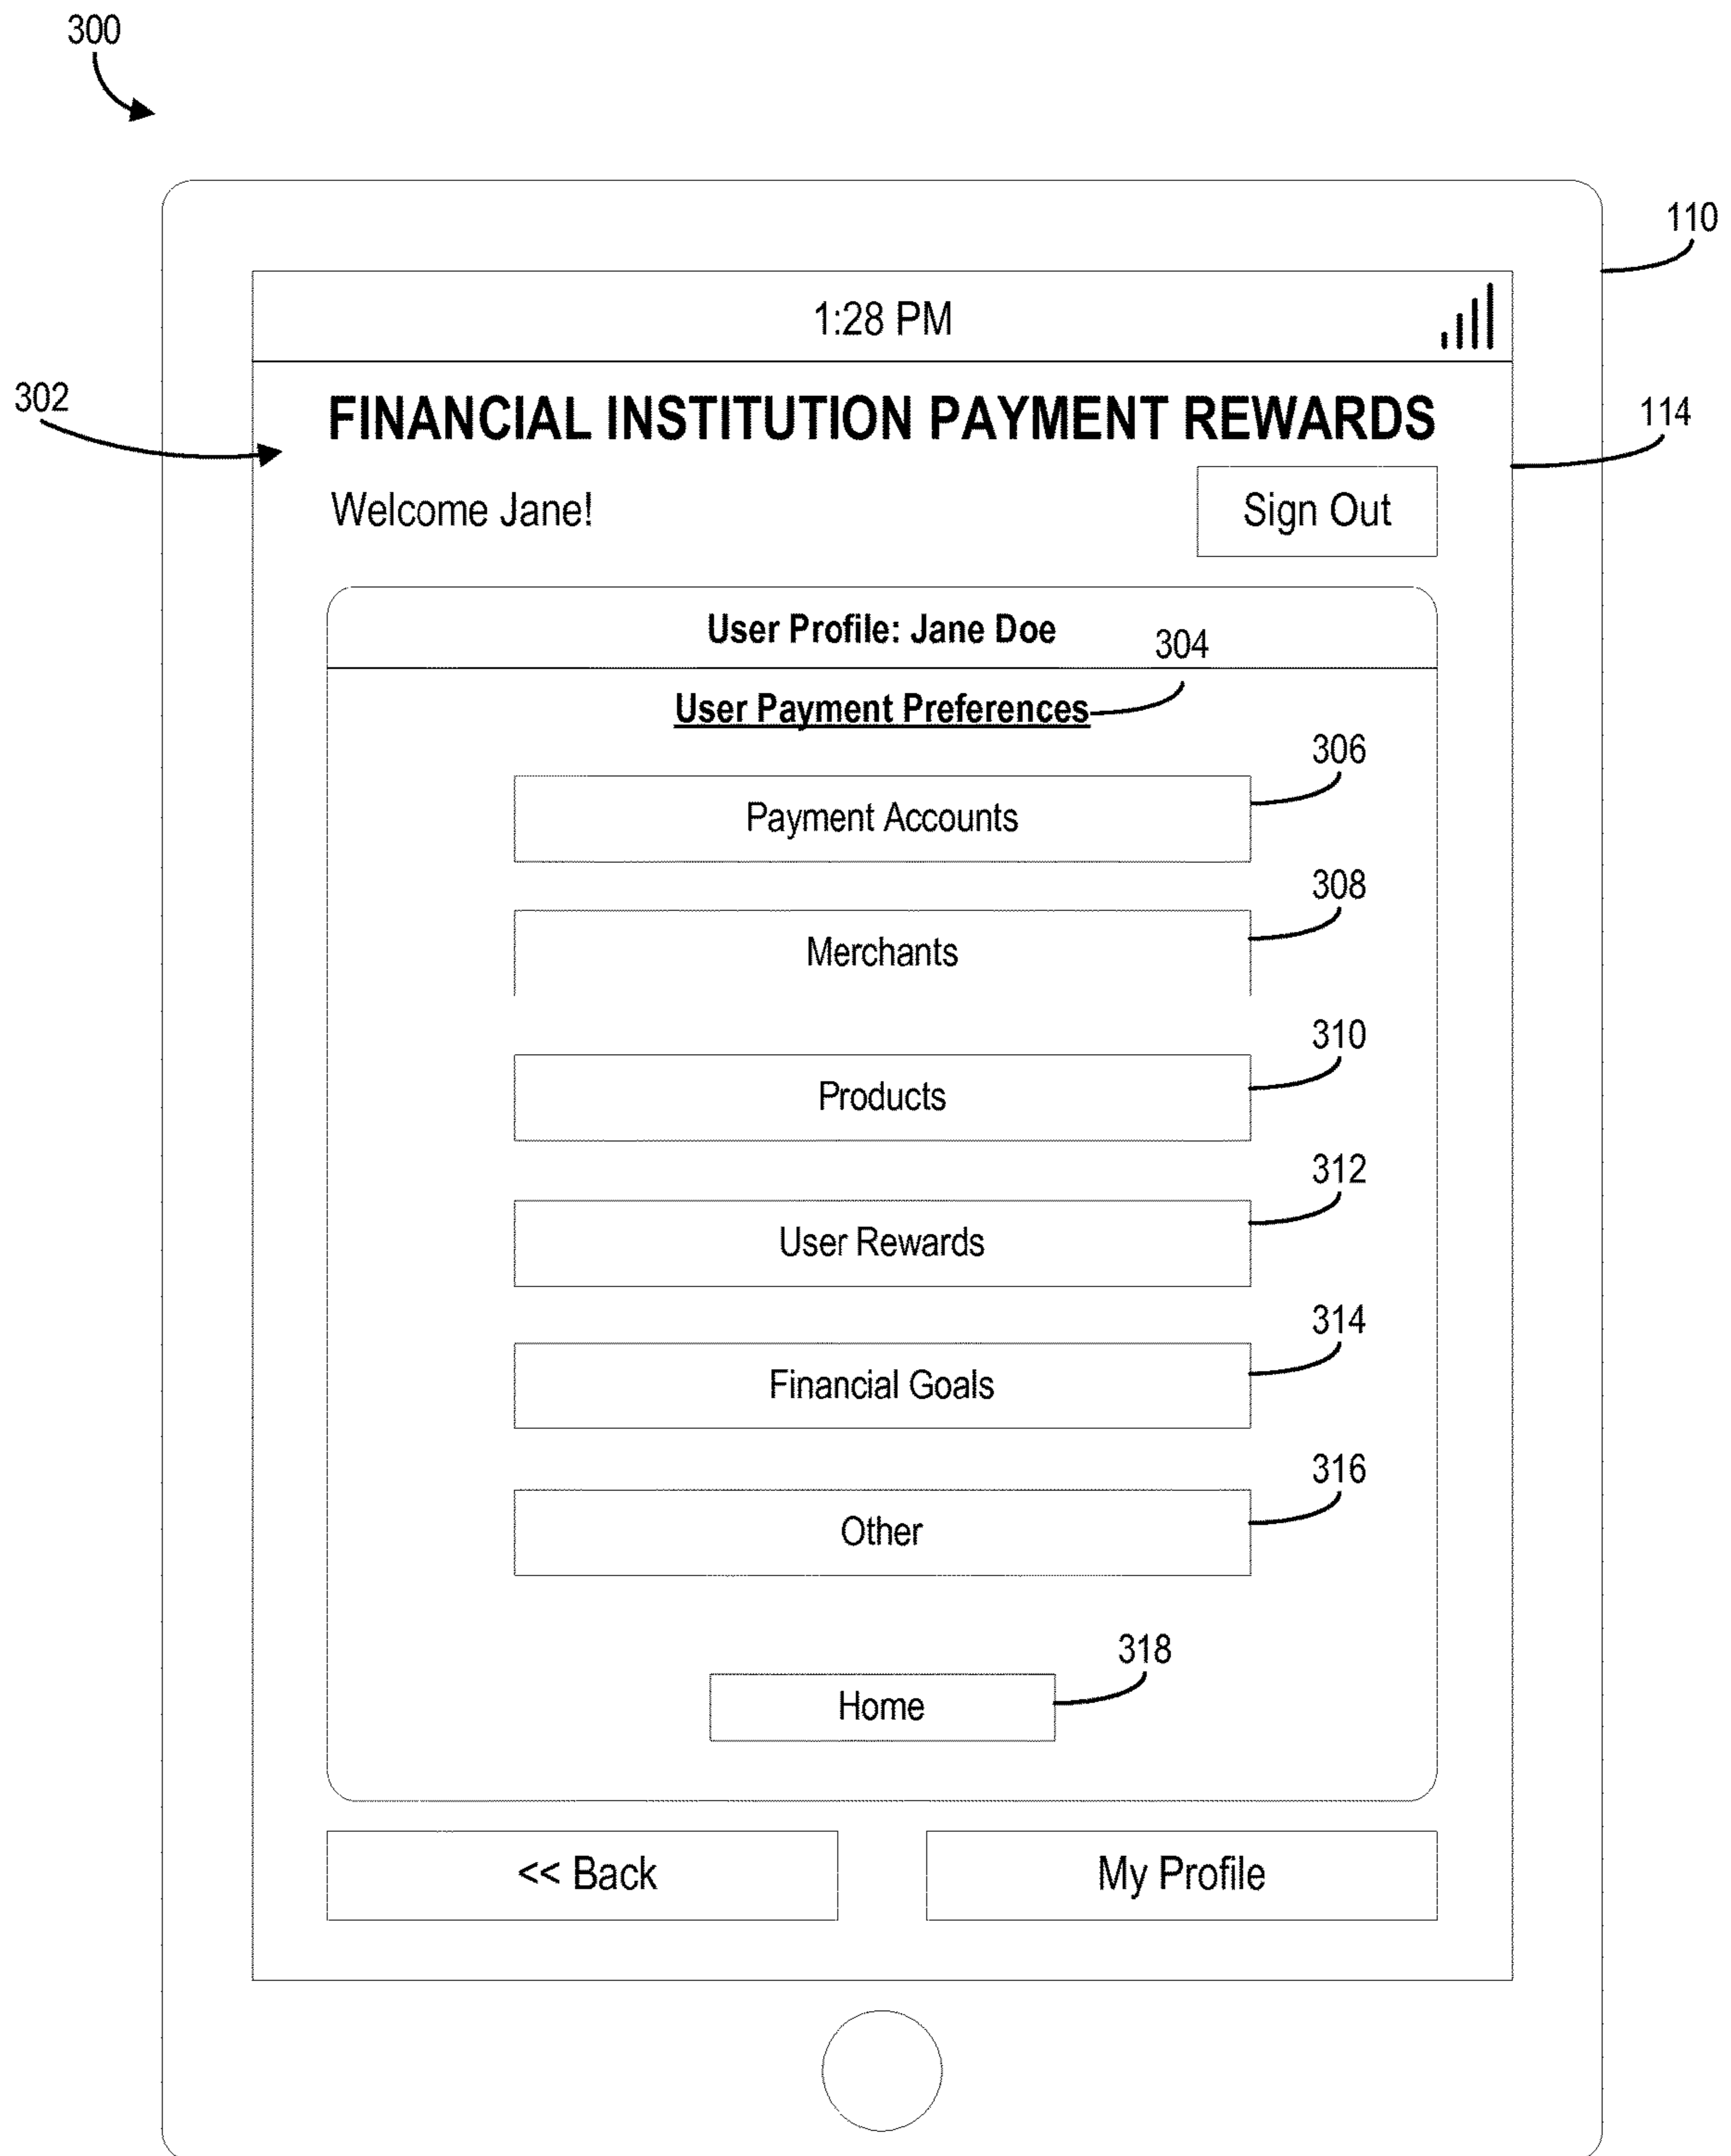 300
110
1:28 PM
302
FINANCIAL INSTITUTION PAYMENT REWARDS
114
Welcome Jane!
Sign Out
User Profile: Jane Doe
304
User Payment Preferences
306
Payment Accounts
308
Merchants
310
Products
312
User Rewards
314
Financial Goals
316
Other
318
Home
<< Back
My Profile